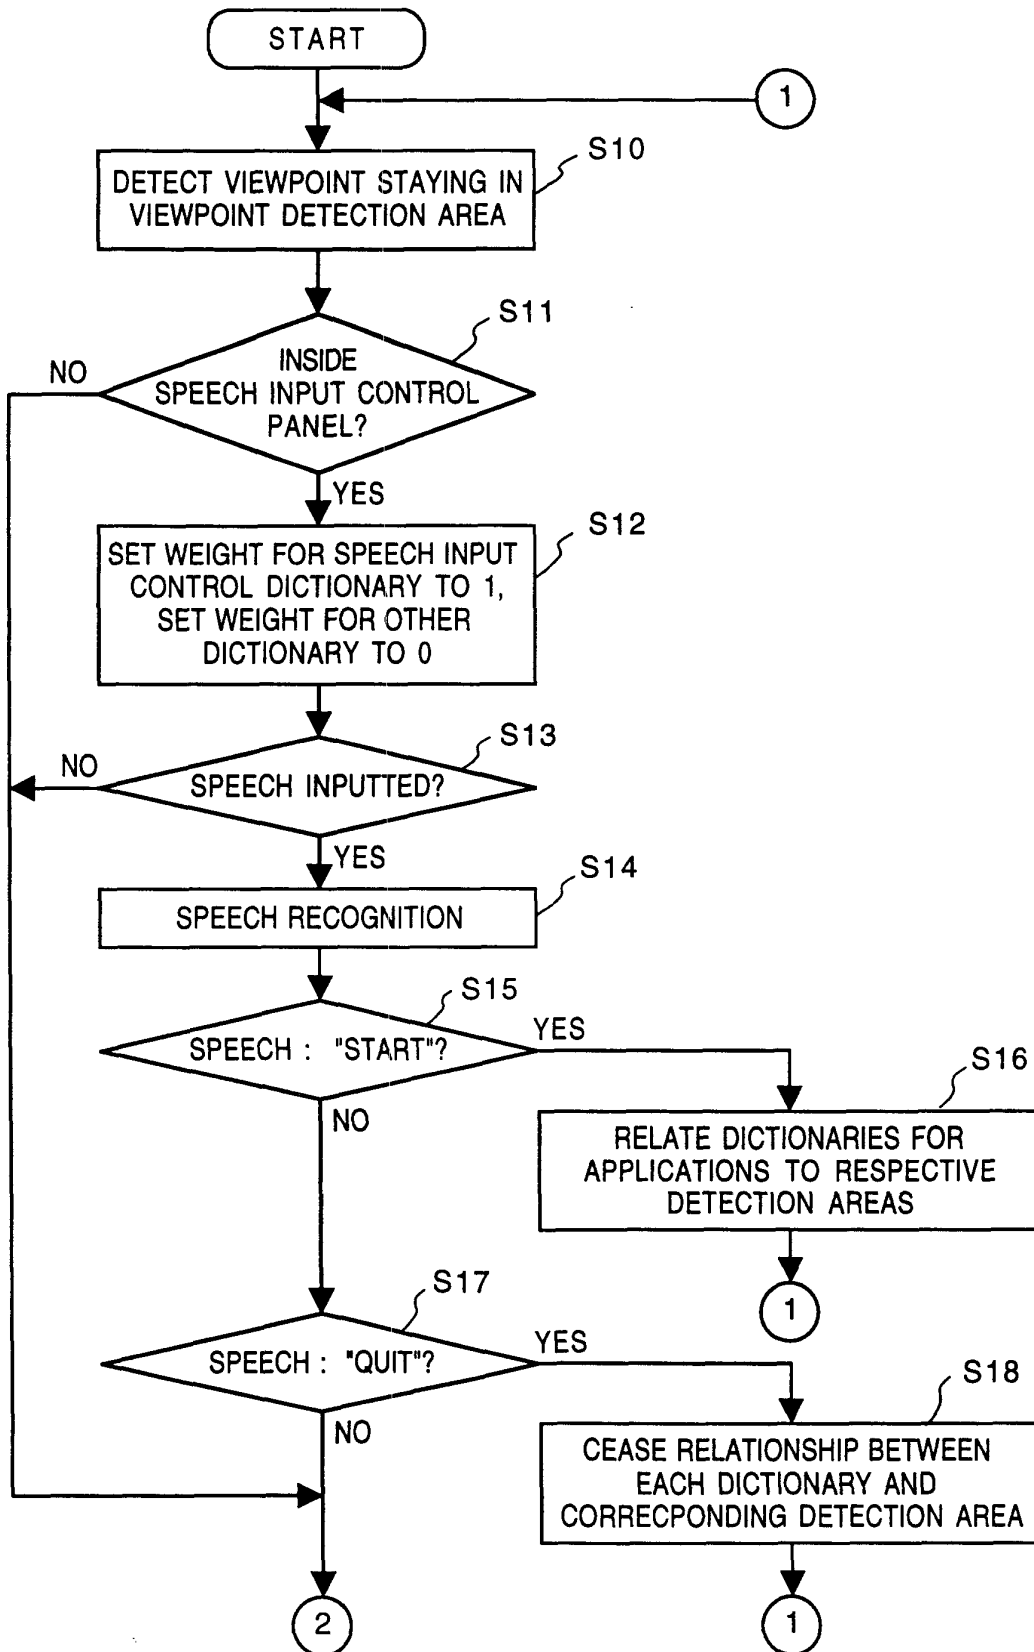 START
1
S10
DETECT VIEWPOINT STAYING IN
VIEWPOINT DETECTION AREA
S11
NO
INSIDE
SPEECH INPUT CONTROL
PANEL?
YES
S12
SET WEIGHT FOR SPEECH INPUT
CONTROL DICTIONARY TO 1,
SET WEIGHT FOR OTHER
DICTIONARY TO 0
S13
NO
SPEECH INPUTTED?
YES
S14
SPEECH RECOGNITION
S15
SPEECH : "START"?
YES
NO
S16
RELATE DICTIONARIES FOR
APPLICATIONS TO RESPECTIVE
DETECTION AREAS
1
S17
SPEECH : "QUIT"?
YES
NO
S18
CEASE RELATIONSHIP BETWEEN
EACH DICTIONARY AND
CORRECPONDING DETECTION AREA
2
1